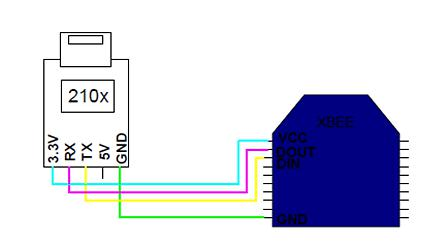 210x
3.3V
RX
TX
5V
GND
XBEE
VCC
DOUT
DIN
GND